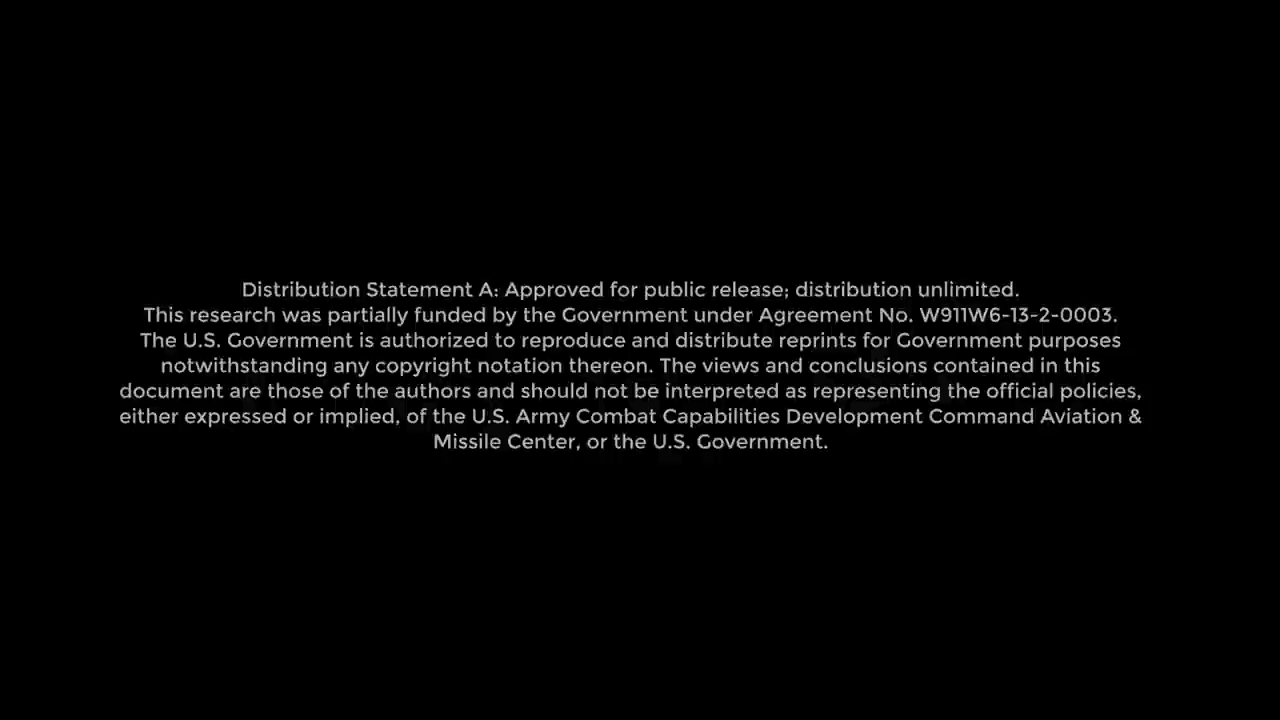 Distribution Statement A: Approved for public release; distribution unlimited.
This research was partially funded by the Government under Agreement No. W911W6-13-2-0003.
The U.S. Government is authorized to reproduce and distribute reprints for Government purposes
notwithstanding any copyright notation thereon. The views and conclusions contained in this
document are those of the authors and should not be interpreted as representing the official policies,
either expressed or implied, of the U.S. Army Combat Capabilities Development Command Aviation &
Missile Center, or the U.S. Government.